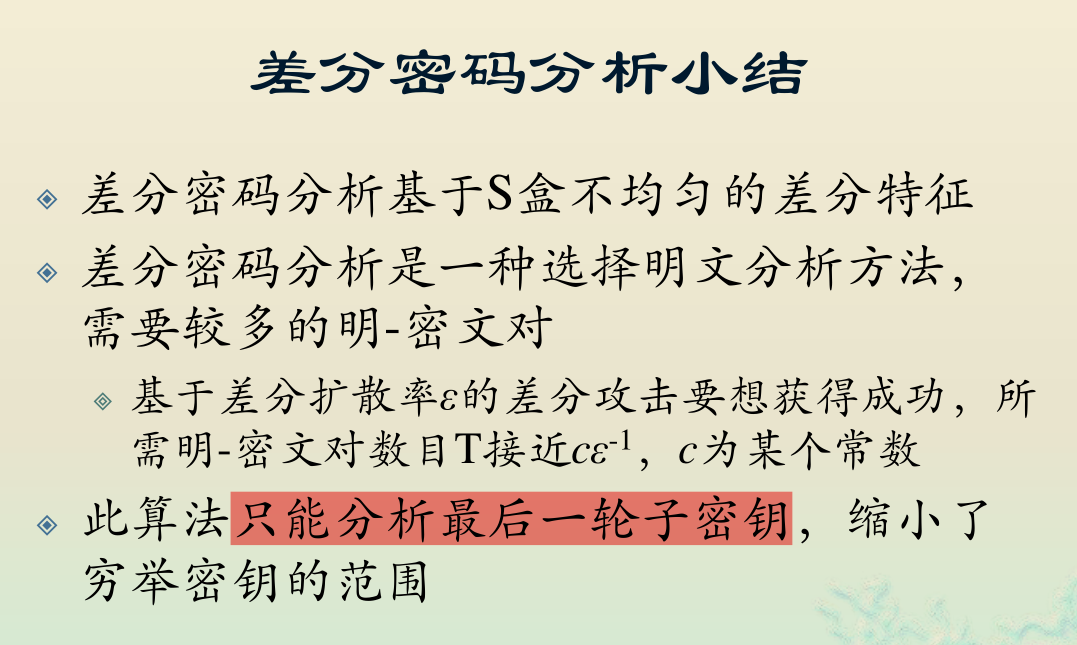 差分密码分析小结
差分密码分析基于S盒不均匀的差分特征
差分密码分析是一种选择明文分析方法，
需要较多的明-密文对
基于差分扩散率ε的差分攻击要想获得成功，所
需明-密文对数目T接近cε⁻¹，c为某个常数
此算法只能分析最后一轮子密钥，缩小了
穷举密钥的范围